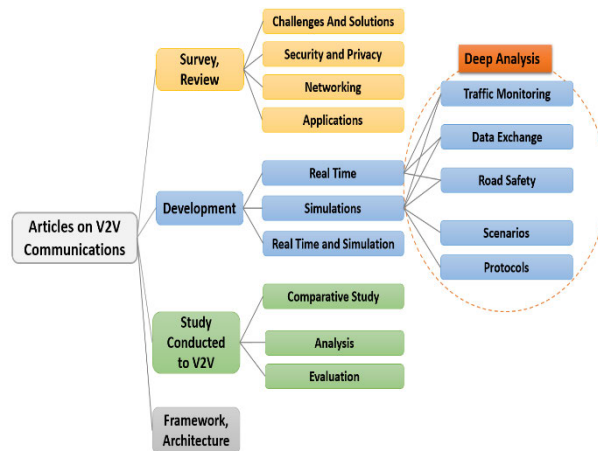 Challenges And Solutions
Survey,
Review
Security and Privacy
Networking
Applications
Deep Analysis
Traffic Monitoring
Data Exchange
Road Safety
Scenarios
Protocols
Articles on V2V
Communications
Development
Real Time
Simulations
Real Time and Simulation
Study
Conducted
to V2V
Comparative Study
Analysis
Evaluation
Framework,
Architecture